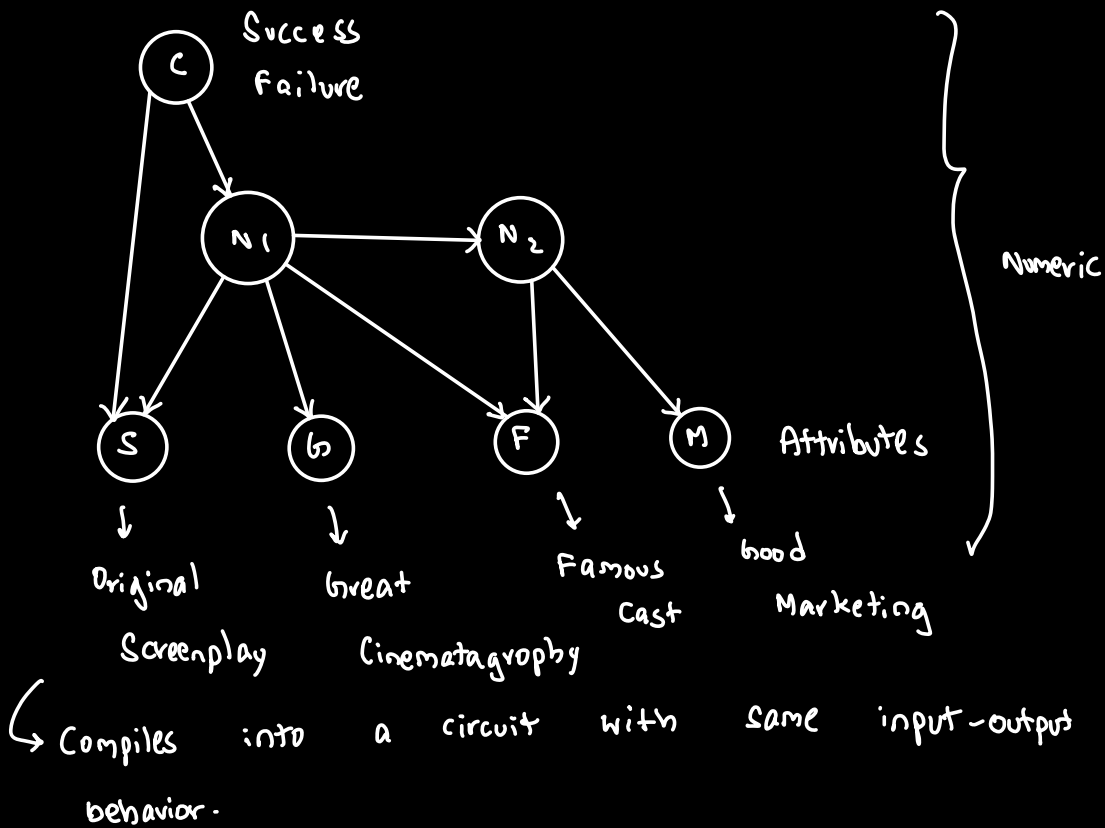 C
Success
Failure
N1
N2
Numeric
S
G
F
M
Attributes
Original
Screenplay
Great
Cinematagrophy
Famous
Cast
Good
Marketing
Compiles into a circuit with same input-output
behavior.